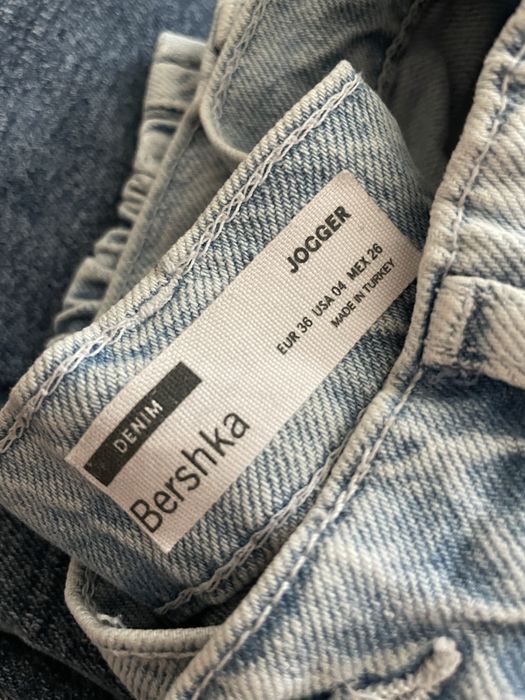 DENIM
Bershka
JOGGER
EUR 36 USA 04 MEX 26
MADE IN TURKEY